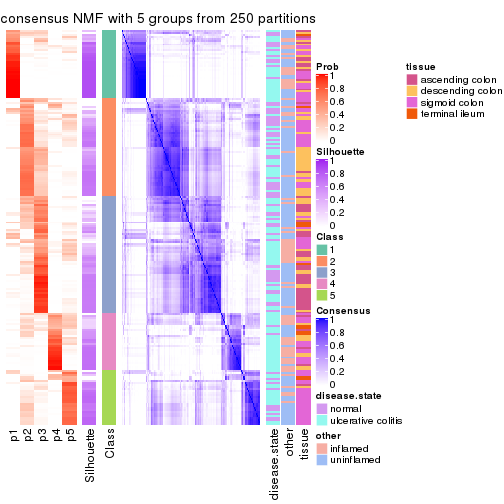 consensus NMF with 5 groups from 250 partitions
p1
p2
p3
p4
p5
Silhouette
Class
disease.state
other
tissue
Prob
1
0.8
0.6
0.4
0.2
0
Silhouette
1
0.8
0.6
0.4
0.2
0
Class
1
2
3
4
5
Consensus
1
0.8
0.6
0.4
0.2
0
disease.state
normal
ulcerative colitis
other
inflamed
uninflamed
tissue
ascending colon
descending colon
sigmoid colon
terminal ileum